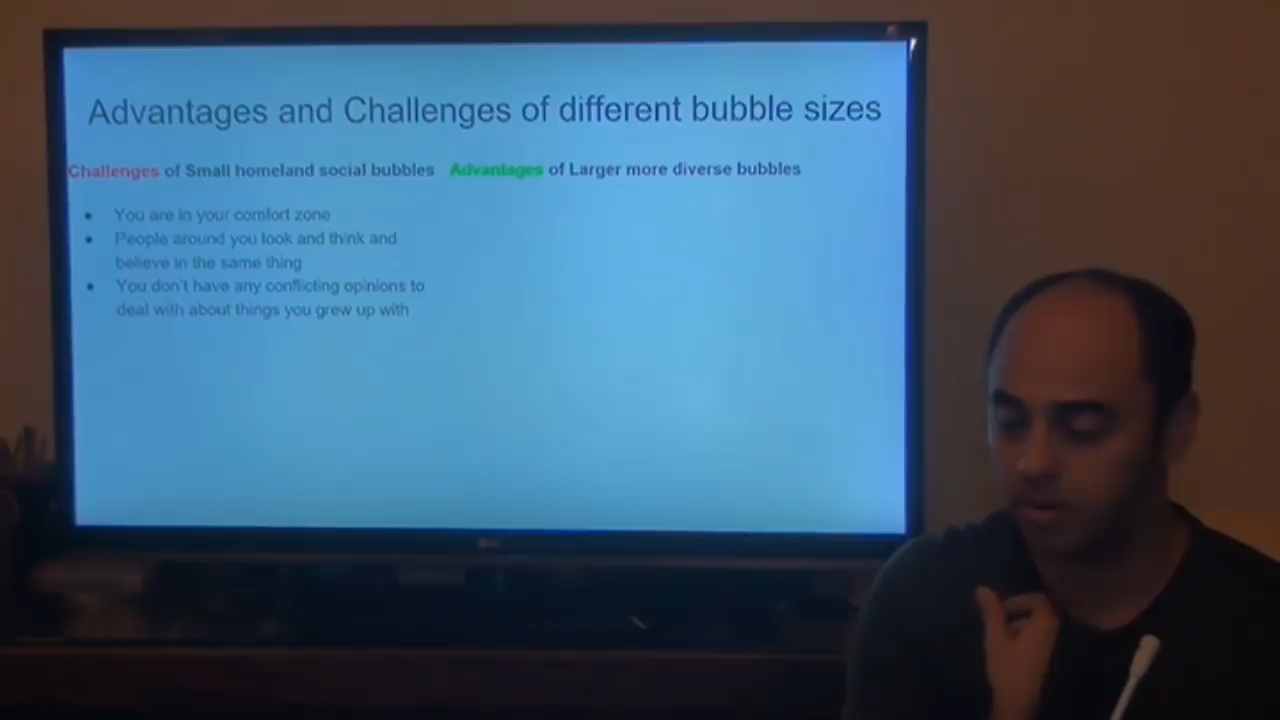 Advantages and Challenges of different bubble sizes
Challenges of Small homeland social bubbles
Advantages of Larger more diverse bubbles
You are in your comfort zone
People around you look and think and
believe in the same thing
You don't have any conflicting opinions to
deal with about things you grew up with